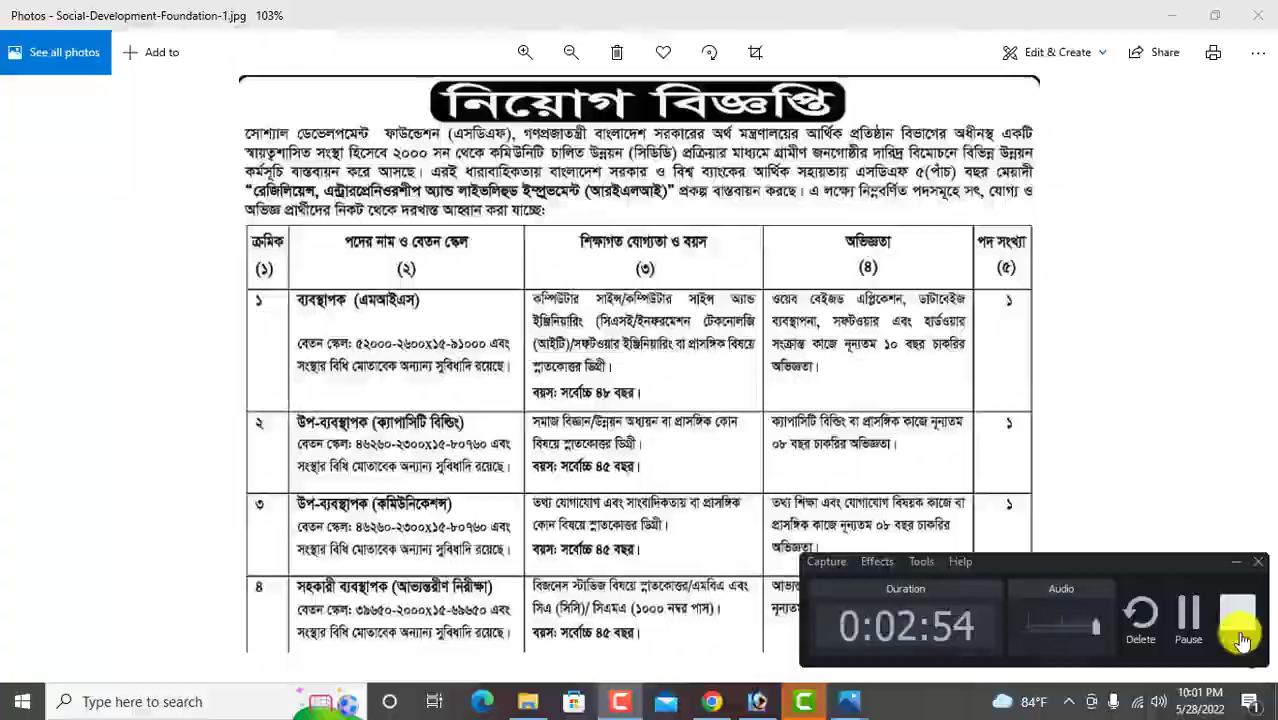 Photos - Social-Development-Foundation-1.jpg 103%
See all photos
Add to
Edit & Create
Share
নিয়োগ বিজ্ঞপ্তি
সোশ্যাল ডেভেলপমেন্ট ফাউন্ডেশন (এসডিএফ), গণপ্রজাতন্ত্রী বাংলাদেশ সরকারের অর্থ মন্ত্রণালয়ের আর্থিক প্রতিষ্ঠান বিভাগের অধীনস্থ একটি
স্বায়ত্বশাসিত সংস্থা হিসেবে ২০০০ সন থেকে কমিউনিটি চালিত উন্নয়ন (সিডিডি) প্রক্রিয়ার মাধ্যমে গ্রামীণ জনগোষ্ঠীর দারিদ্র বিমোচনে বিভিন্ন উন্নয়ন
কর্মসূচি বাস্তবায়ন করে আসছে। এরই ধারাবাহিকতায় বাংলাদেশ সরকার ও বিশ্ব ব্যাংকের আর্থিক সহায়তায় এসডিএফ ৫(পাঁচ) বছর মেয়াদী
“রেজিলিয়েন্স, এন্ট্রারপ্রেনিওরশীপ অ্যান্ড লাইভলিহুড ইম্প্রুভমেন্ট (আরইএলআই)” প্রকল্প বাস্তবায়ন করছে। এ লক্ষ্যে নিম্নবর্ণিত পদসমূহে সৎ, যোগ্য ও
অভিজ্ঞ প্রার্থীদের নিকট থেকে দরখাস্ত আহ্বান করা যাচ্ছে:
ক্রমিক পদের নাম ও বেতন স্কেল শিক্ষাগত যোগ্যতা ও বয়স অভিজ্ঞতা পদ সংখ্যা
(১) (২) (৩) (৪) (৫)
১ ব্যবস্থাপক (এমআইএস) কম্পিউটার সাইন্স/কম্পিউটার সাইন্স অ্যান্ড ওয়েব বেইজড এপ্লিকেশন, ডাটাবেইজ ১
ইঞ্জিনিয়ারিং (সিএসই/ইনফরমেশন টেকনোলজি ব্যবস্থাপনা, সফটওয়ার এবং হার্ডওয়ার
বেতন স্কেল: ৫২০০০-২৬০০x১৫-৯১০০০ এবং (আইটি)/সফটওয়ার ইঞ্জিনিয়ারিং বা প্রাসঙ্গিক বিষয়ে সংক্রান্ত কাজে নূন্যতম ১০ বছর চাকরির
সংস্থার বিধি মোতাবেক অন্যান্য সুবিধাদি রয়েছে। স্নাতকোত্তর ডিগ্রী। অভিজ্ঞতা।
বয়স: সর্বোচ্চ ৪৮ বছর।
২ উপ-ব্যবস্থাপক (ক্যাপাসিটি বিল্ডিং) সমাজ বিজ্ঞান/উন্নয়ন অধ্যয়ন বা প্রাসঙ্গিক কোন ক্যাপাসিটি বিল্ডিং বা প্রাসঙ্গিক কাজে নূন্যতম ১
বেতন স্কেল: ৪৬২৬০-২৩০০x১৫-৮০৭৬০ এবং বিষয়ে স্নাতকোত্তর ডিগ্রী। ০৮ বছর চাকরির অভিজ্ঞতা।
সংস্থার বিধি মোতাবেক অন্যান্য সুবিধাদি রয়েছে। বয়স: সর্বোচ্চ ৪৫ বছর।
৩ উপ-ব্যবস্থাপক (কমিউনিকেশন্স) তথ্য যোগাযোগ এবং সাংবাদিকতায় বা প্রাসঙ্গিক তথ্য শিক্ষা এবং যোগাযোগ বিষয়ক কাজে বা ১
বেতন স্কেল: ৪৬২৬০-২৩০০x১৫-৮০৭৬০ এবং কোন বিষয়ে স্নাতকোত্তর ডিগ্রী। প্রাসঙ্গিক কাজে নূন্যতম ০৮ বছর চাকরির
সংস্থার বিধি মোতাবেক অন্যান্য সুবিধাদি রয়েছে। বয়স: সর্বোচ্চ ৪৫ বছর। অভিজ্ঞতা।
৪ সহকারী ব্যবস্থাপক (আভ্যন্তরীণ নিরীক্ষা) বিজনেস স্টাডিজ বিষয়ে স্নাতকোত্তর/এমবিএ এবং
বেতন স্কেল: ৩৯৬৫০-২০০০x১৫-৬৯৬৫০ এবং সিএ (সিসি)/ সিএমএ (১০০০ নম্বর পাস)।
সংস্থার বিধি মোতাবেক অন্যান্য সুবিধাদি রয়েছে। বয়স: সর্বোচ্চ ৪৫ বছর।
Capture Effects Tools Help
Duration
Audio
0:02:54
Delete
Pause
Type here to search
84°F
10:01 PM
5/28/2022
1